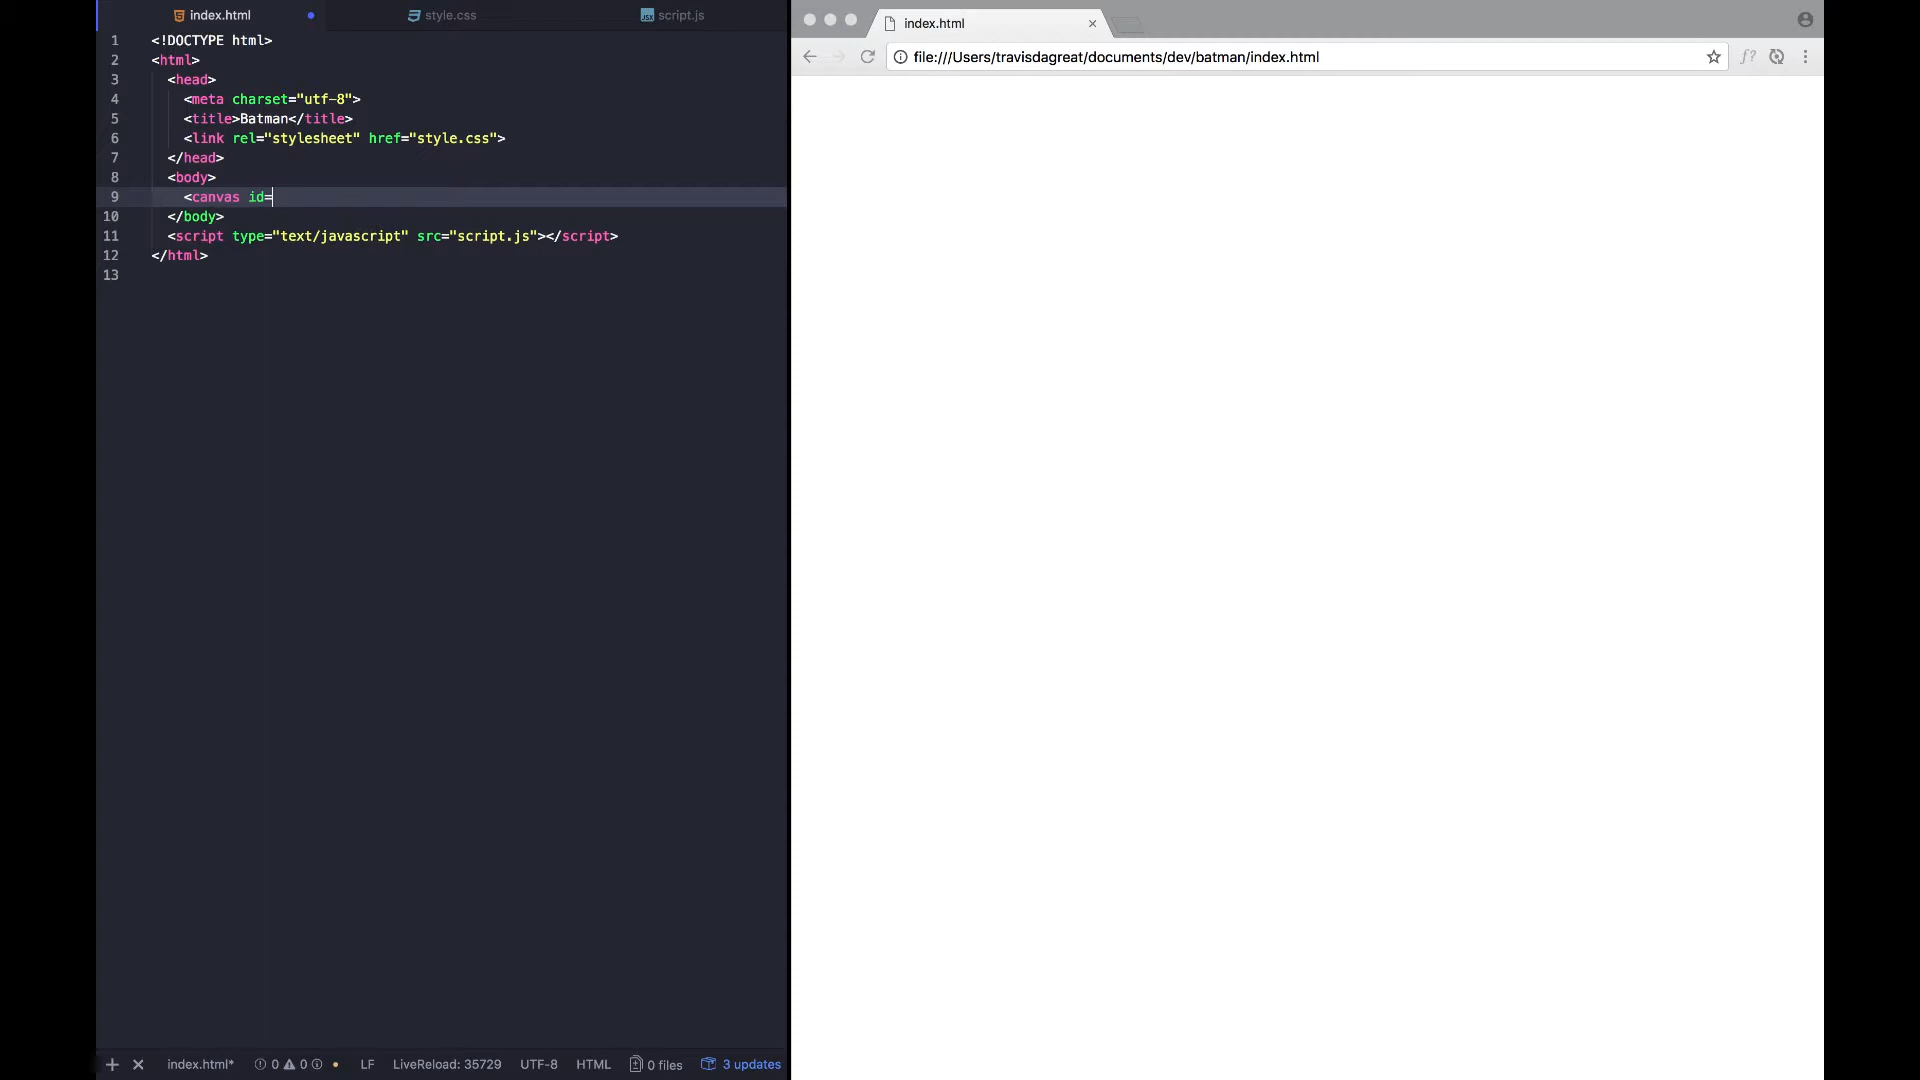 index.html
style.css
script.js
1 <!DOCTYPE html>
2 <html>
3 <head>
4 <meta charset="utf-8">
5 <title>Batman</title>
6 <link rel="stylesheet" href="style.css">
7 </head>
8 <body>
9 <canvas id=
10 </body>
11 <script type="text/javascript" src="script.js"></script>
12 </html>
13
index.html* 0 0 LF LiveReload: 35729 UTF-8 HTML 0 files 3 updates
index.html
file:///Users/travisdagreat/documents/dev/batman/index.html
f?